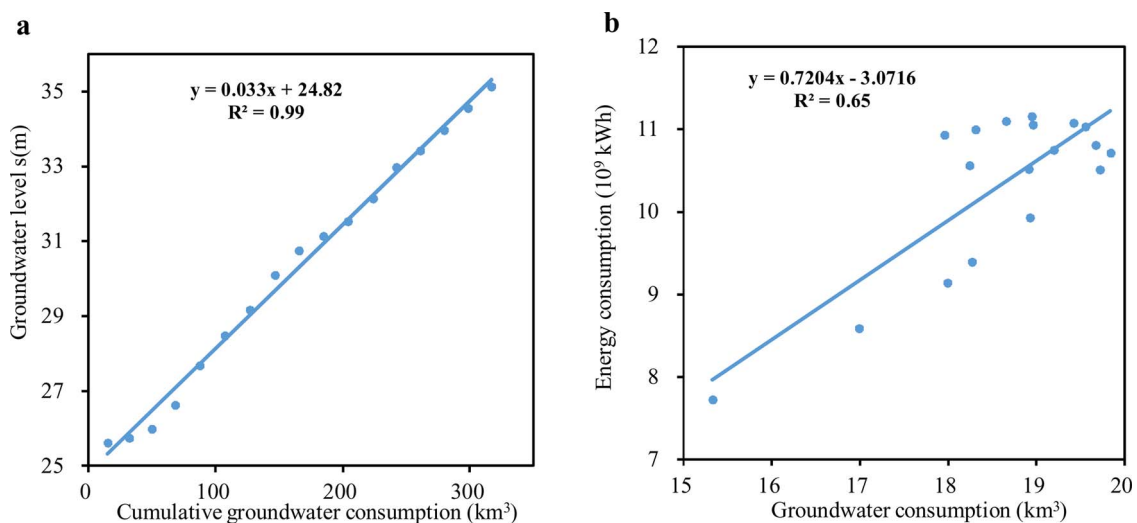 a
y = 0.033x + 24.82
R² = 0.99
Groundwater level s(m)
35
33
31
29
27
25
0 100 200 300
Cumulative groundwater consumption (km³)
b
y = 0.7204x - 3.0716
R² = 0.65
Energy consumption (10⁹ kWh)
12
11
10
9
8
7
15 16 17 18 19 20
Groundwater consumption (km³)